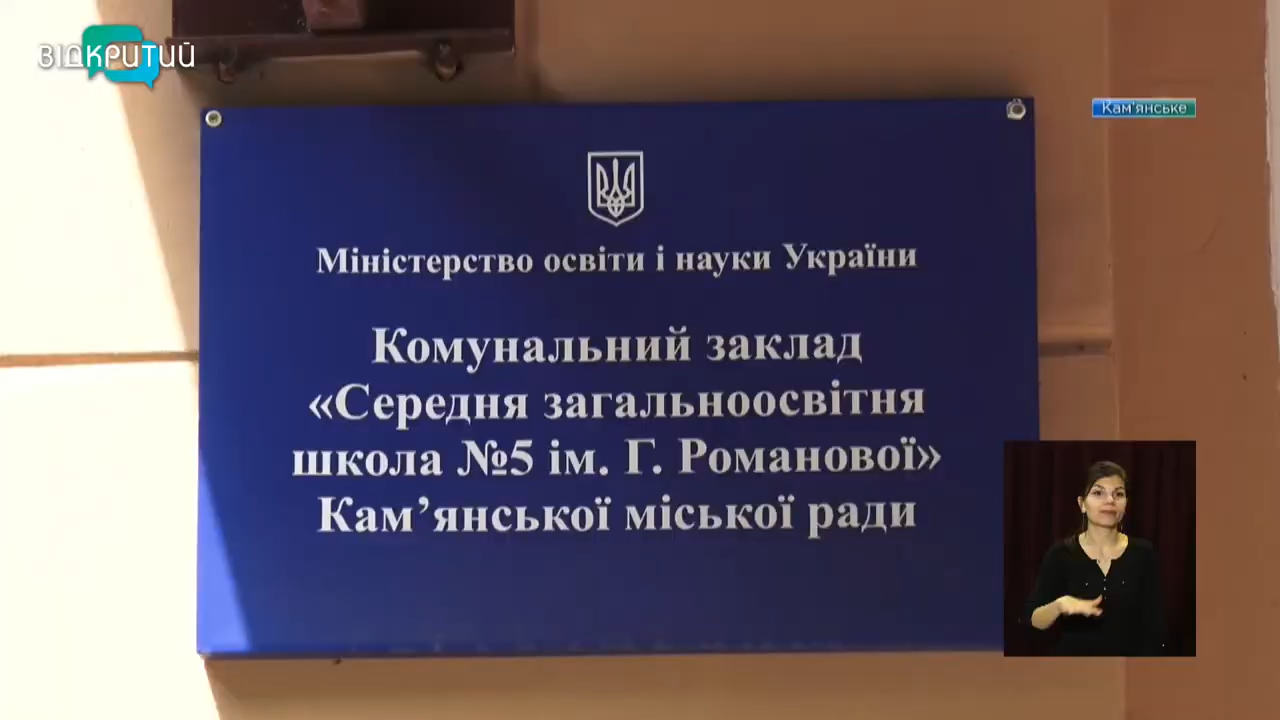 ВІДКРИТИЙ
Кам'янське
Міністерство освіти і науки України
Комунальний заклад
«Середня загальноосвітня
школа №5 ім. Г. Романової»
Кам’янської міської ради